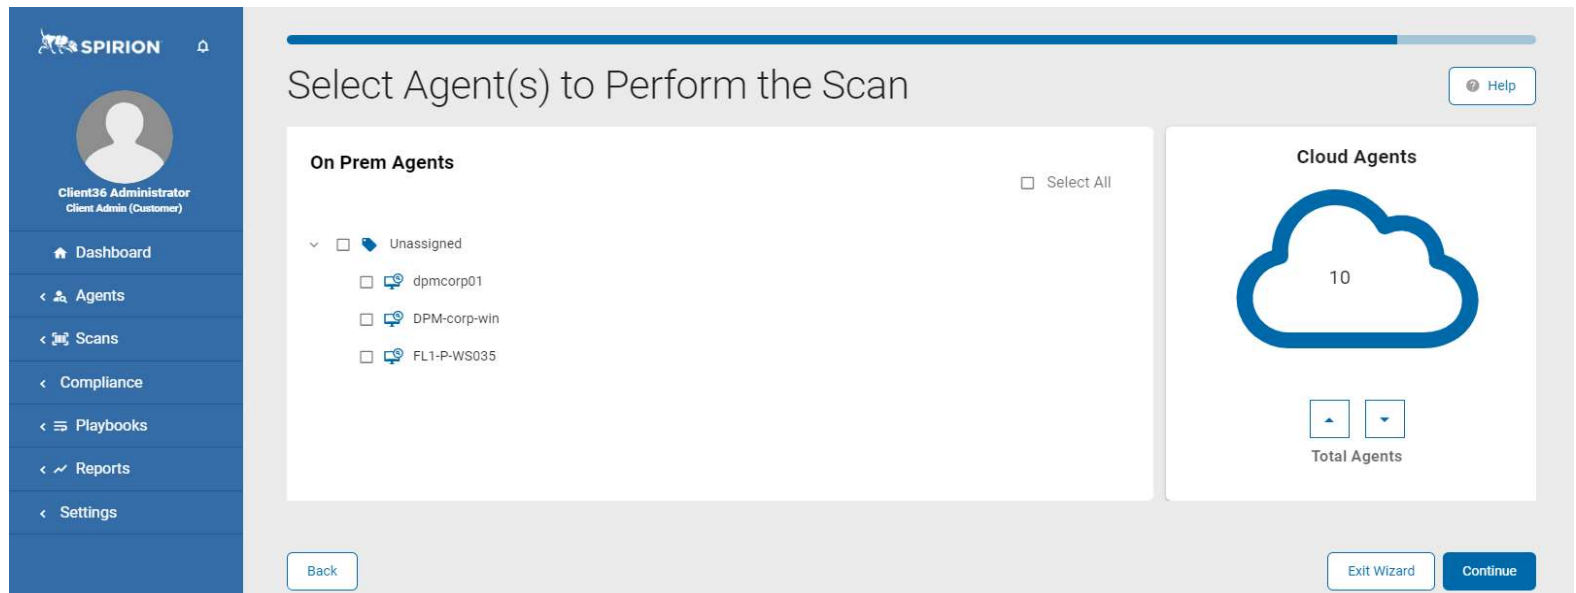 SPIRION
Client36 Administrator
Client Admin (Customer)
Dashboard
Agents
Scans
Compliance
Playbooks
Reports
Settings
Select Agent(s) to Perform the Scan
Help
On Prem Agents
Select All
Unassigned
dpmcorp01
DPM-corp-win
FL1-P-WS035
Cloud Agents
10
Total Agents
Back
Exit Wizard
Continue